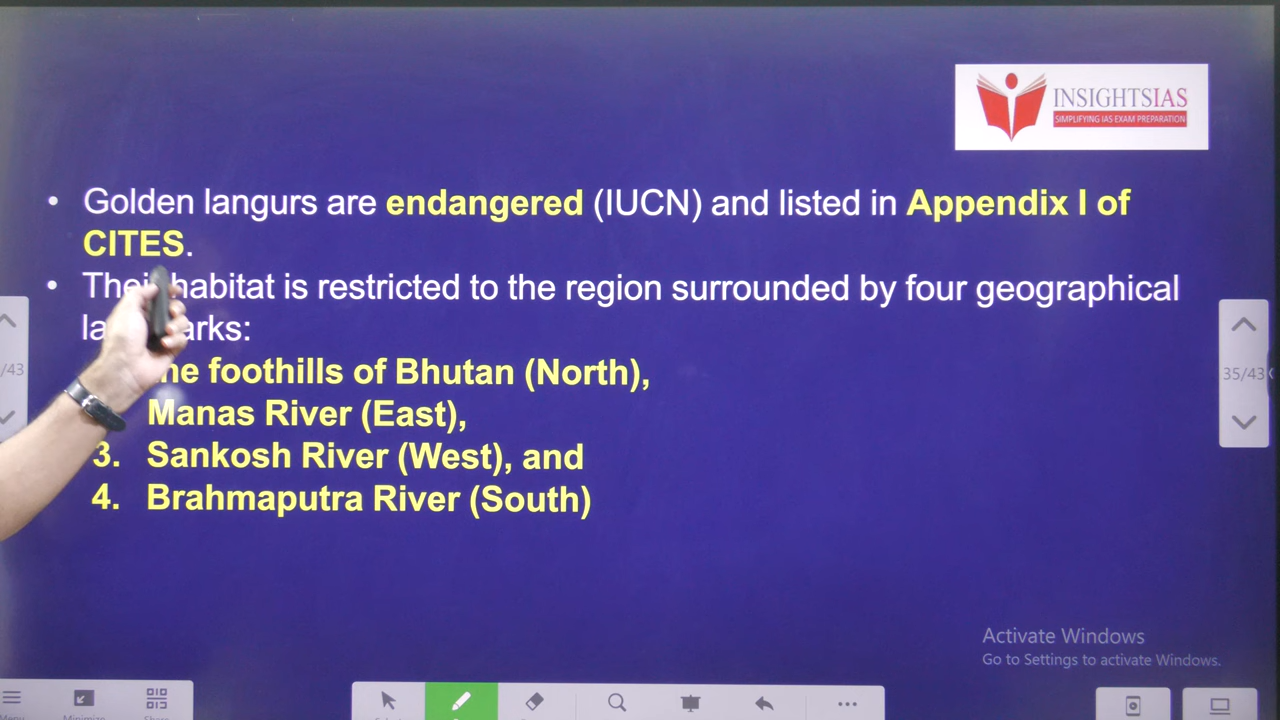 INSIGHTSIAS
SIMPLIFYING IAS EXAM PREPARATION
• Golden langurs are endangered (IUCN) and listed in Appendix I of
CITES.
• habitat is restricted to the region surrounded by four geographical
foothills of Bhutan (North),
Manas River (East),
3. Sankosh River (West), and
4. Brahmaputra River (South)
/43
35/43
Activate Windows
Go to Settings to activate Windows.